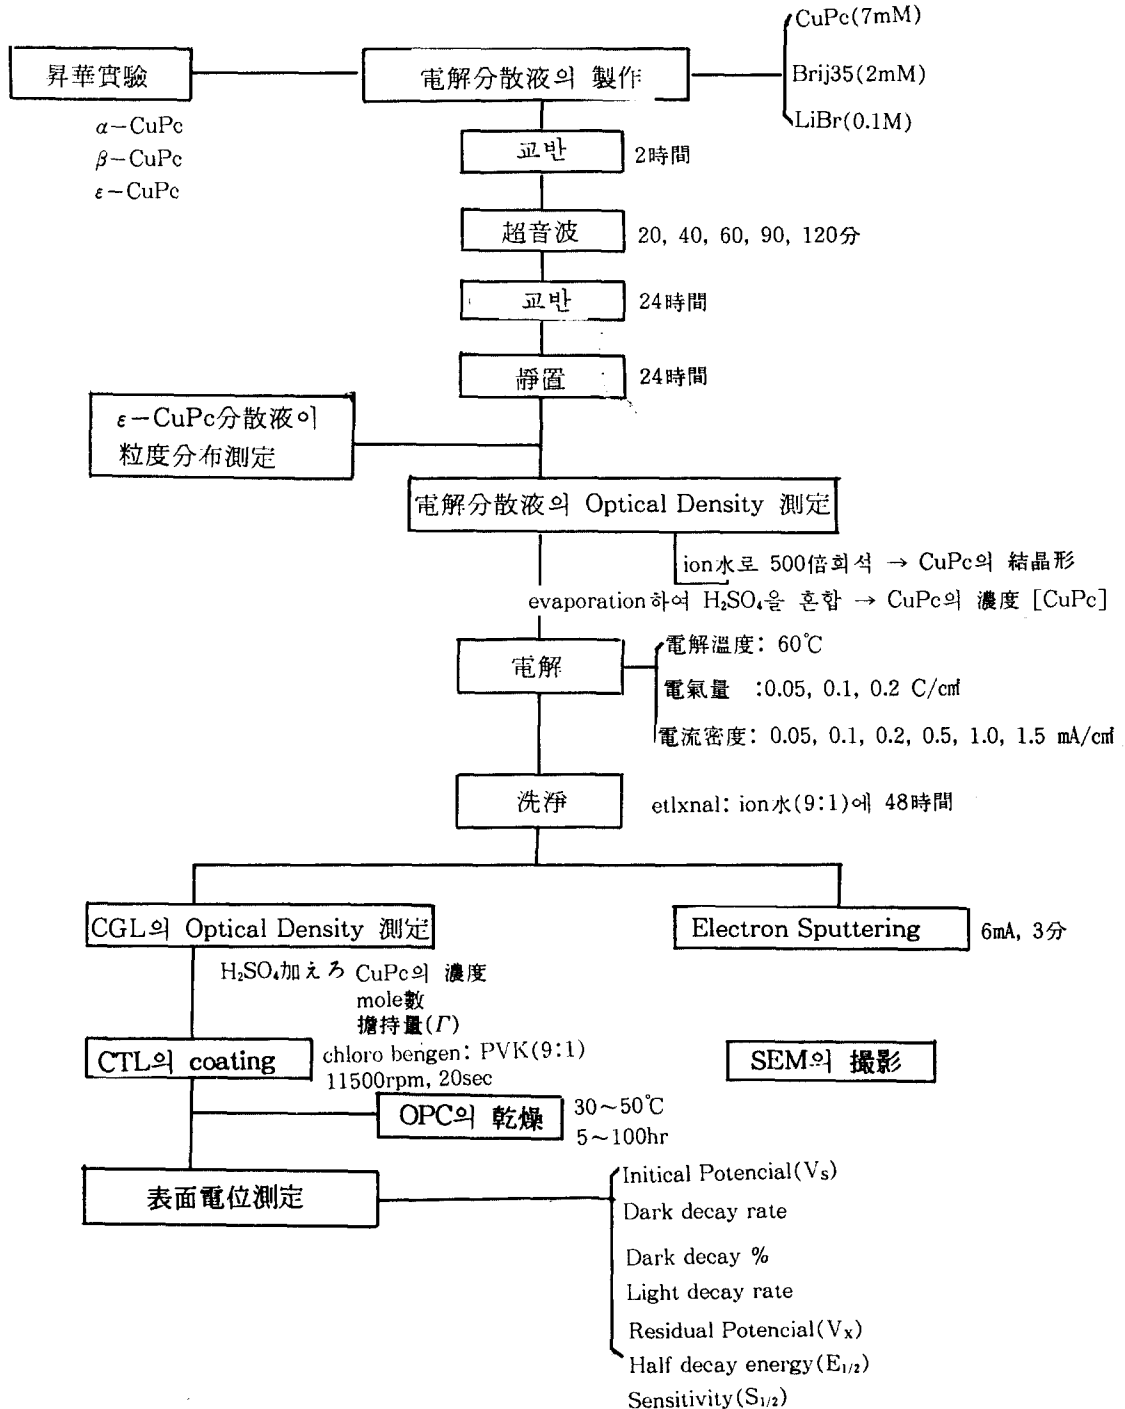 CuPc(7mM)
昇華實驗
電解分散液의 製作
Brij35(2mM)
LiBr(0.1M)
α-CuPc
β-CuPc
ε-CuPc
교반 2時間
超音波 20, 40, 60, 90, 120分
교반 24時間
靜置 24時間
ε-CuPc分散液이
粒度分布測定
電解分散液의 Optical Density 測定
ion水로 500倍희석 → CuPc의 結晶形
evaporation하여 H₂SO₄을 혼합 → CuPc의 濃度 [CuPc]
電解
電解溫度: 60℃
電氣量 :0.05, 0.1, 0.2 C/㎠
電流密度: 0.05, 0.1, 0.2, 0.5, 1.0, 1.5 mA/㎠
洗淨 etlxnal: ion水(9:1)에 48時間
CGL의 Optical Density 測定
Electron Sputtering 6mA, 3分
H₂SO₄加えろ CuPc의 濃度
mole數
擔持量(Γ)
CTL의 coating
chloro bengen: PVK(9:1)
11500rpm, 20sec
SEM의 撮影
OPC의 乾燥
30~50℃
5~100hr
表面電位測定
Initical Potencial(Vs)
Dark decay rate
Dark decay %
Light decay rate
Residual Potencial(Vx)
Half decay energy(E1/2)
Sensitivity(S1/2)